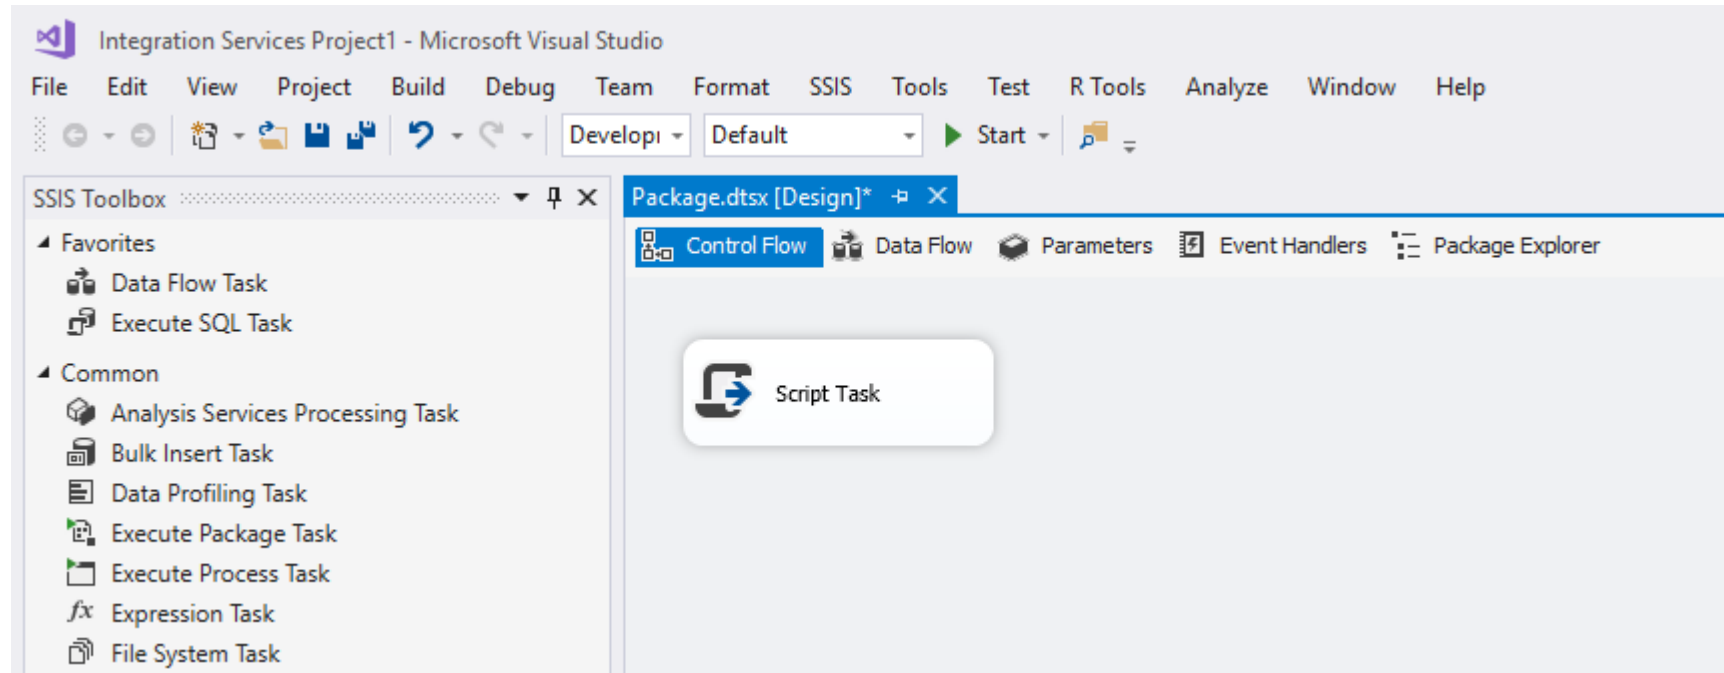 Integration Services Project1 - Microsoft Visual Studio
File Edit View Project Build Debug Team Format SSIS Tools Test R Tools Analyze Window Help
Developı Default Start
SSIS Toolbox
Package.dtsx [Design]*
Favorites
Control Flow Data Flow Parameters Event Handlers Package Explorer
Data Flow Task
Execute SQL Task
Common
Script Task
Analysis Services Processing Task
Bulk Insert Task
Data Profiling Task
Execute Package Task
Execute Process Task
fx Expression Task
File System Task